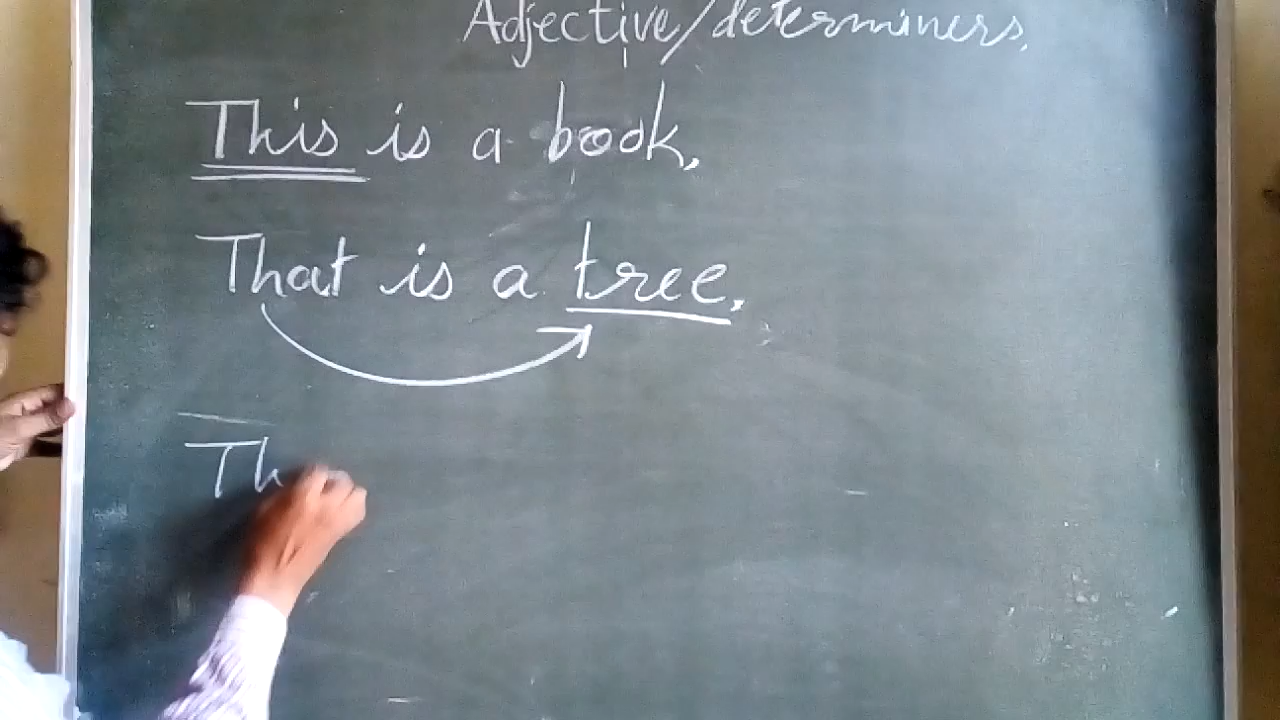 Adjective/determiners.
This is a book.
That is a tree.
Th